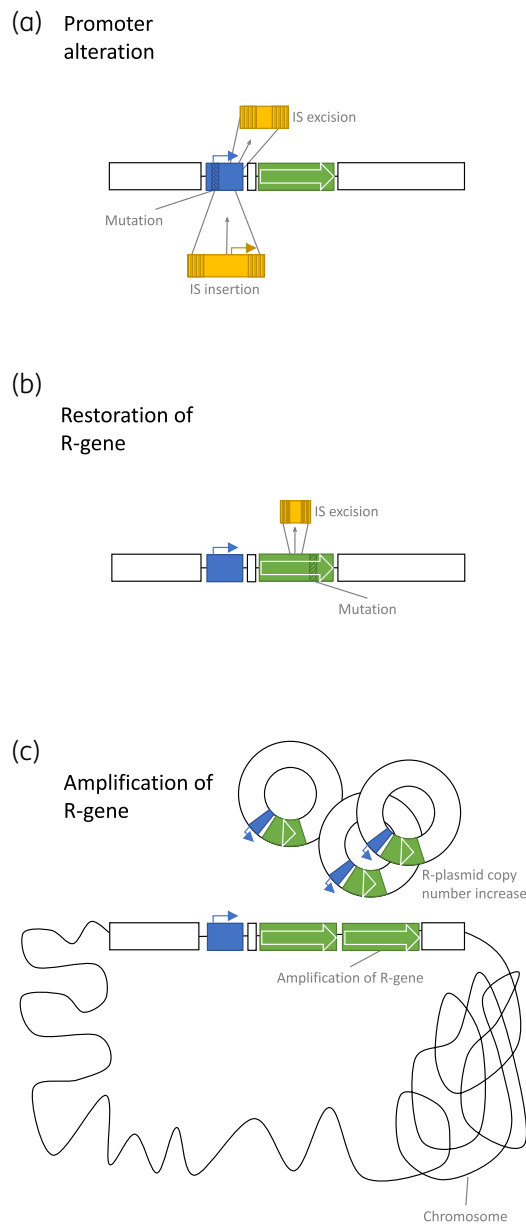 (a) Promoter
alteration
IS excision
Mutation
IS insertion
(b)
Restoration of
R-gene
IS excision
Mutation
(c)
Amplification of
R-gene
R-plasmid copy
number increase
Amplification of R-gene
Chromosome